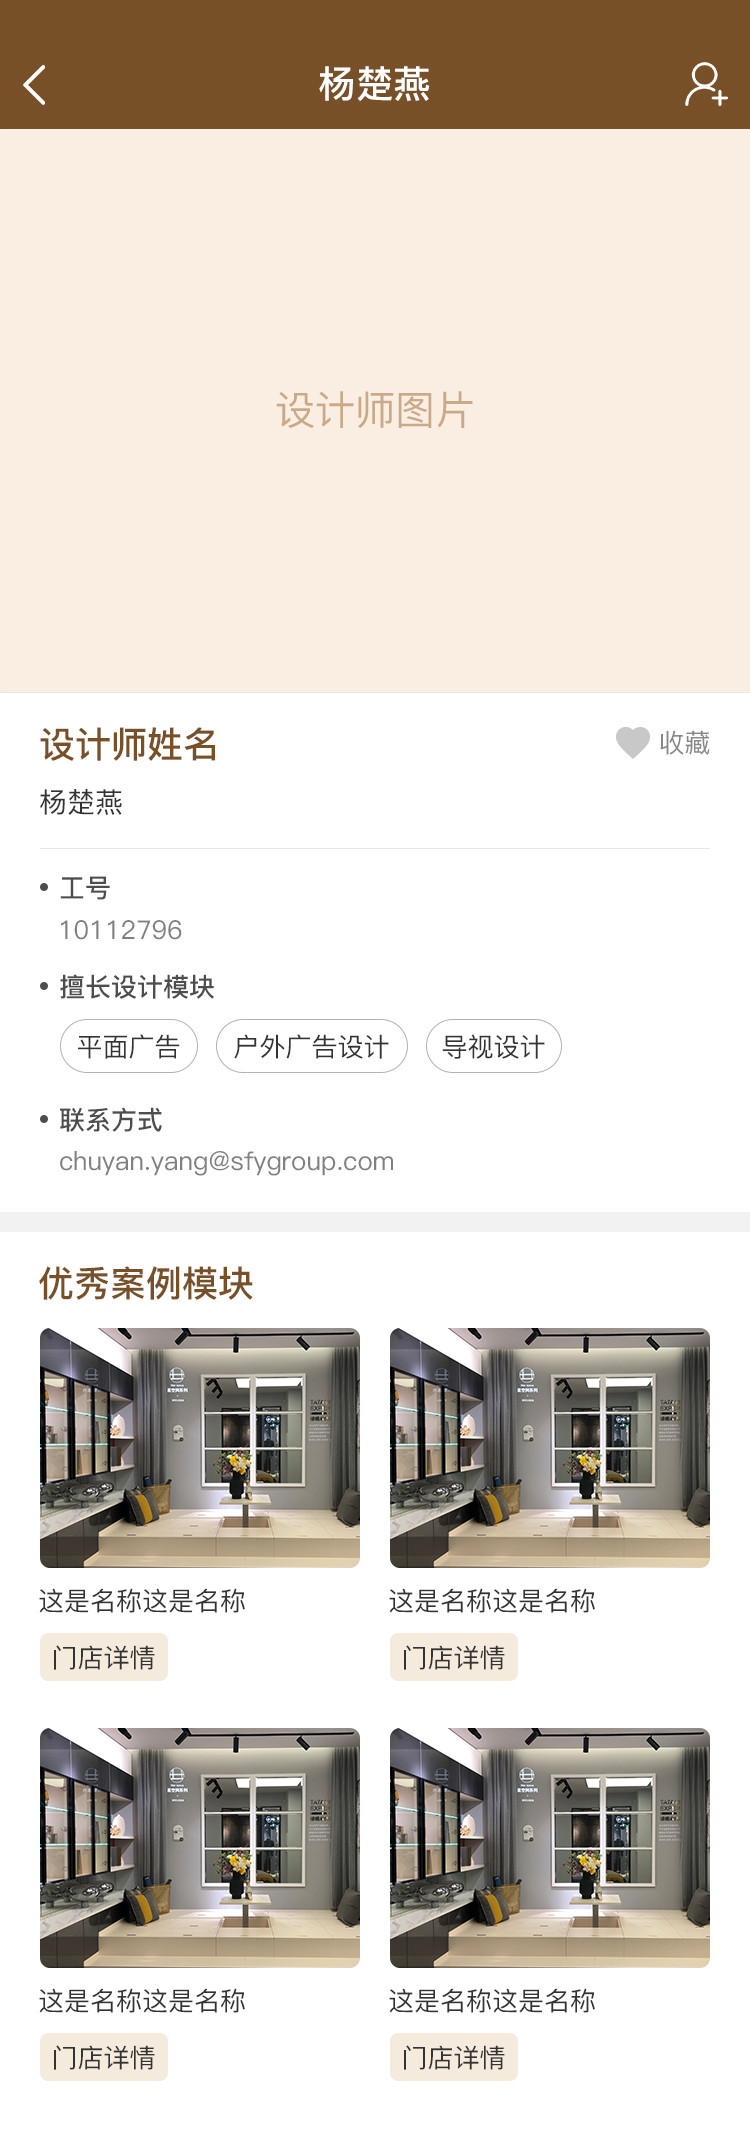 杨楚燕
设计师图片
设计师姓名
收藏
杨楚燕
工号
10112796
擅长设计模块
平面广告 户外广告设计 导视设计
联系方式
chuyan.yang@sfygroup.com
优秀案例模块
这是名称这是名称 这是名称这是名称
门店详情 门店详情
这是名称这是名称 这是名称这是名称
门店详情 门店详情